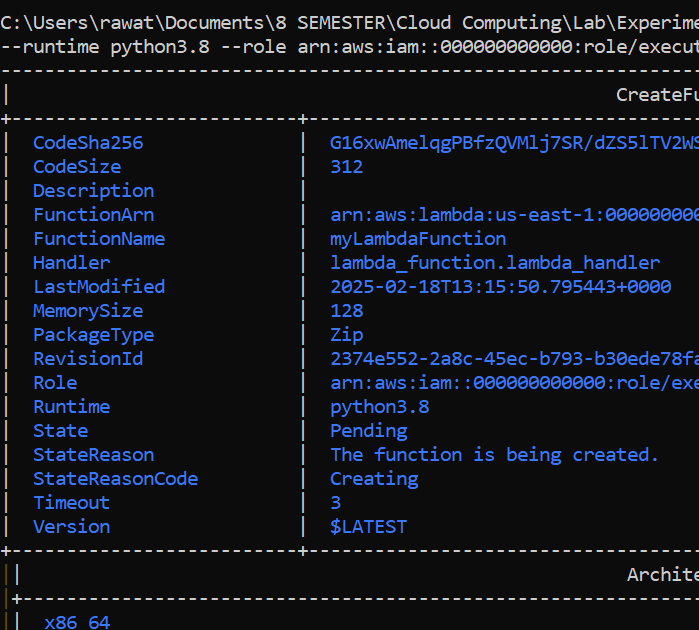 C:\Users\rawat\Documents\8 SEMESTER\Cloud Computing\Lab\Experime
--runtime python3.8 --role arn:aws:iam::000000000000:role/execut
CreateFu
CodeSha256 | G16xwAmelqgPBfzQVMlj7SR/dZS5lTV2WS
CodeSize | 312
Description |
FunctionArn | arn:aws:lambda:us-east-1:0000000000
FunctionName | myLambdaFunction
Handler | lambda_function.lambda_handler
LastModified | 2025-02-18T13:15:50.795443+0000
MemorySize | 128
PackageType | Zip
RevisionId | 2374e552-2a8c-45ec-b793-b30ede78fa
Role | arn:aws:iam::000000000000:role/exe
Runtime | python3.8
State | Pending
StateReason | The function is being created.
StateReasonCode | Creating
Timeout | 3
Version | $LATEST
Archite
x86_64